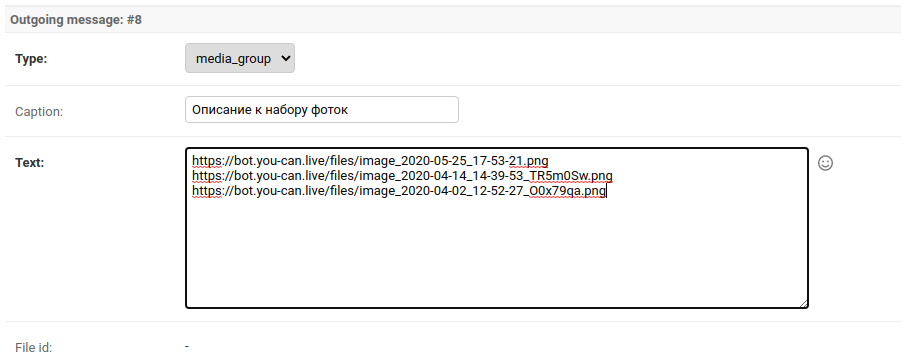 Outgoing message: #8
Type:
media_group
Caption:
Описание к набору фоток
Text:
https://bot.you-can.live/files/image_2020-05-25_17-53-21.png
https://bot.you-can.live/files/image_2020-04-14_14-39-53_TR5m0Sw.png
https://bot.you-can.live/files/image_2020-04-02_12-52-27_O0x79qa.png
File id:
-